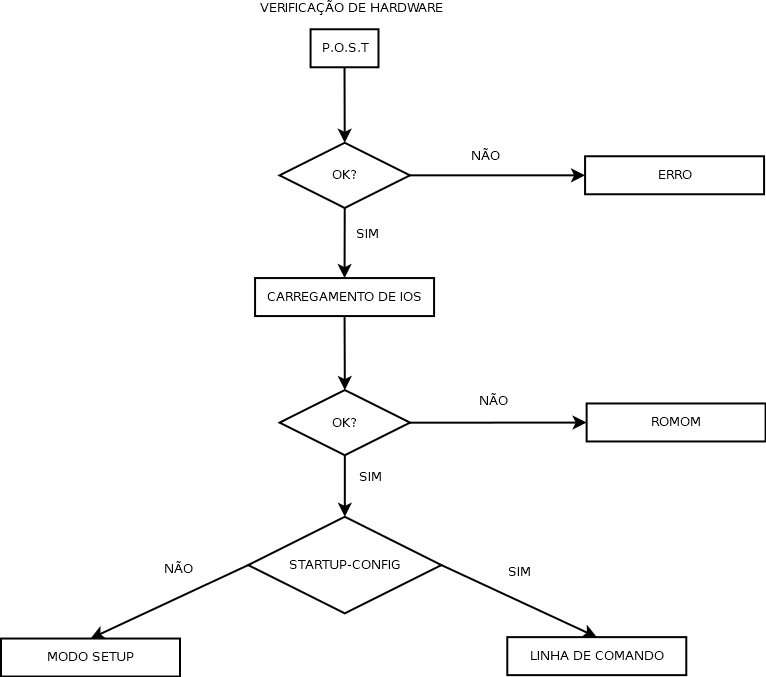 VERIFICAÇÃO DE HARDWARE
P.O.S.T
OK?
NÃO
ERRO
SIM
CARREGAMENTO DE IOS
OK?
NÃO
ROMOM
SIM
STARTUP-CONFIG
NÃO
SIM
MODO SETUP
LINHA DE COMANDO